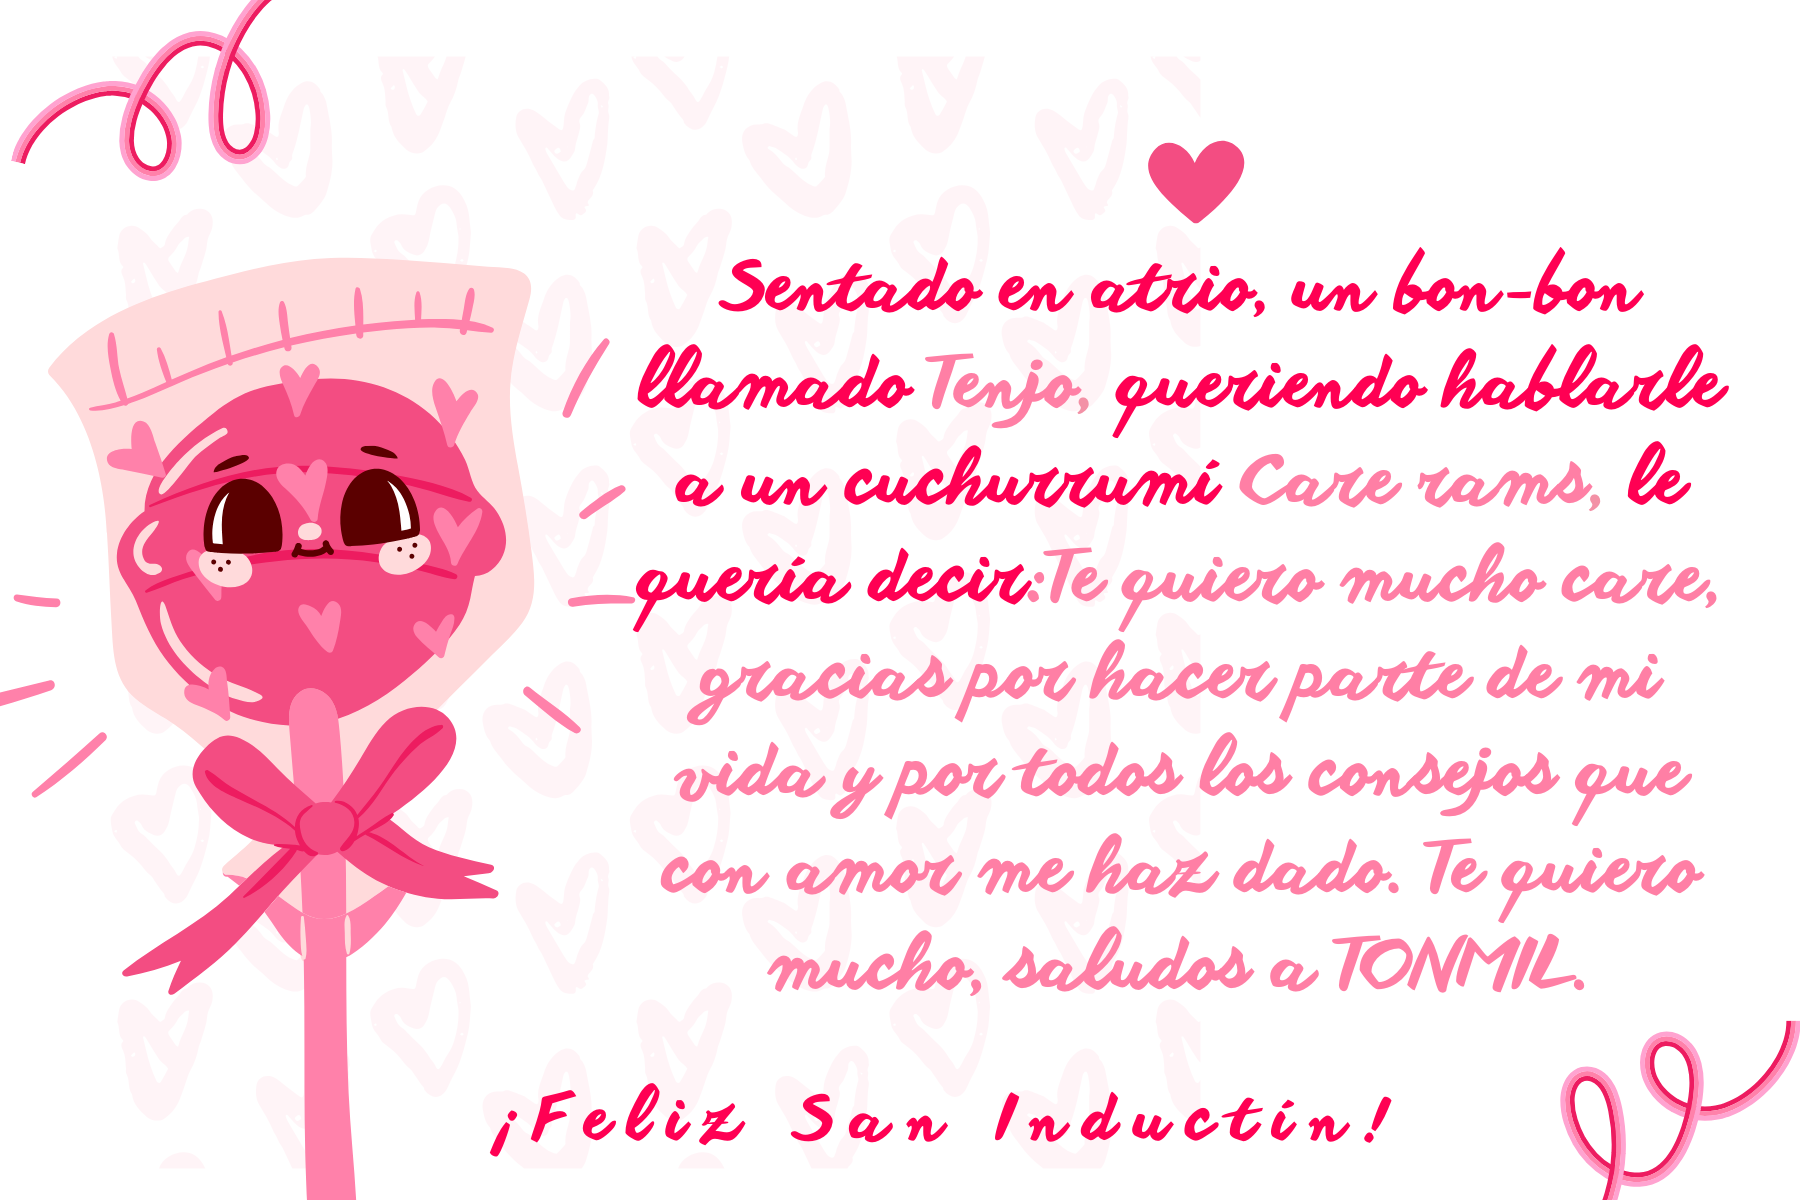 Sentado en atrio, un bon-bon
llamado Tenjo, queriendo hablarle
a un cuchurrumí Care rams, le
quería decir:Te quiero mucho care,
gracias por hacer parte de mi
vida y por todos los consejos que
con amor me haz dado. Te quiero
mucho, saludos a TONMIL.
¡Feliz San Inductín!